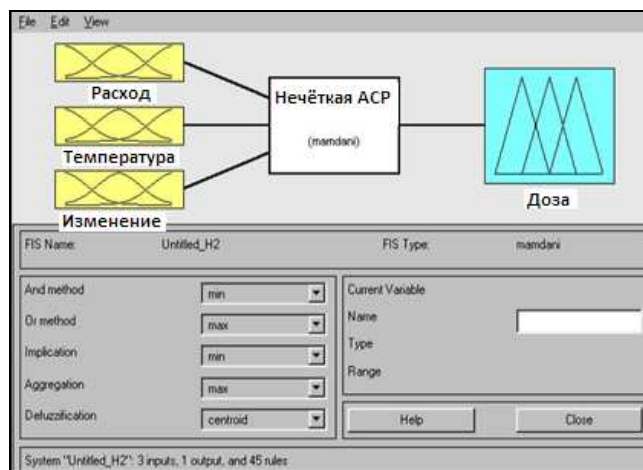 File Edit View
Расход
Температура
Изменение
Нечёткая АСР
(mamdani)
Доза
FIS Name: Untitled_H2 FIS Type: mamdani
And method min
Or method max
Implication min
Aggregation max
Defuzzification centroid
Current Variable
Name
Type
Range
Help Close
System "Untitled_H2": 3 inputs, 1 output, and 45 rules